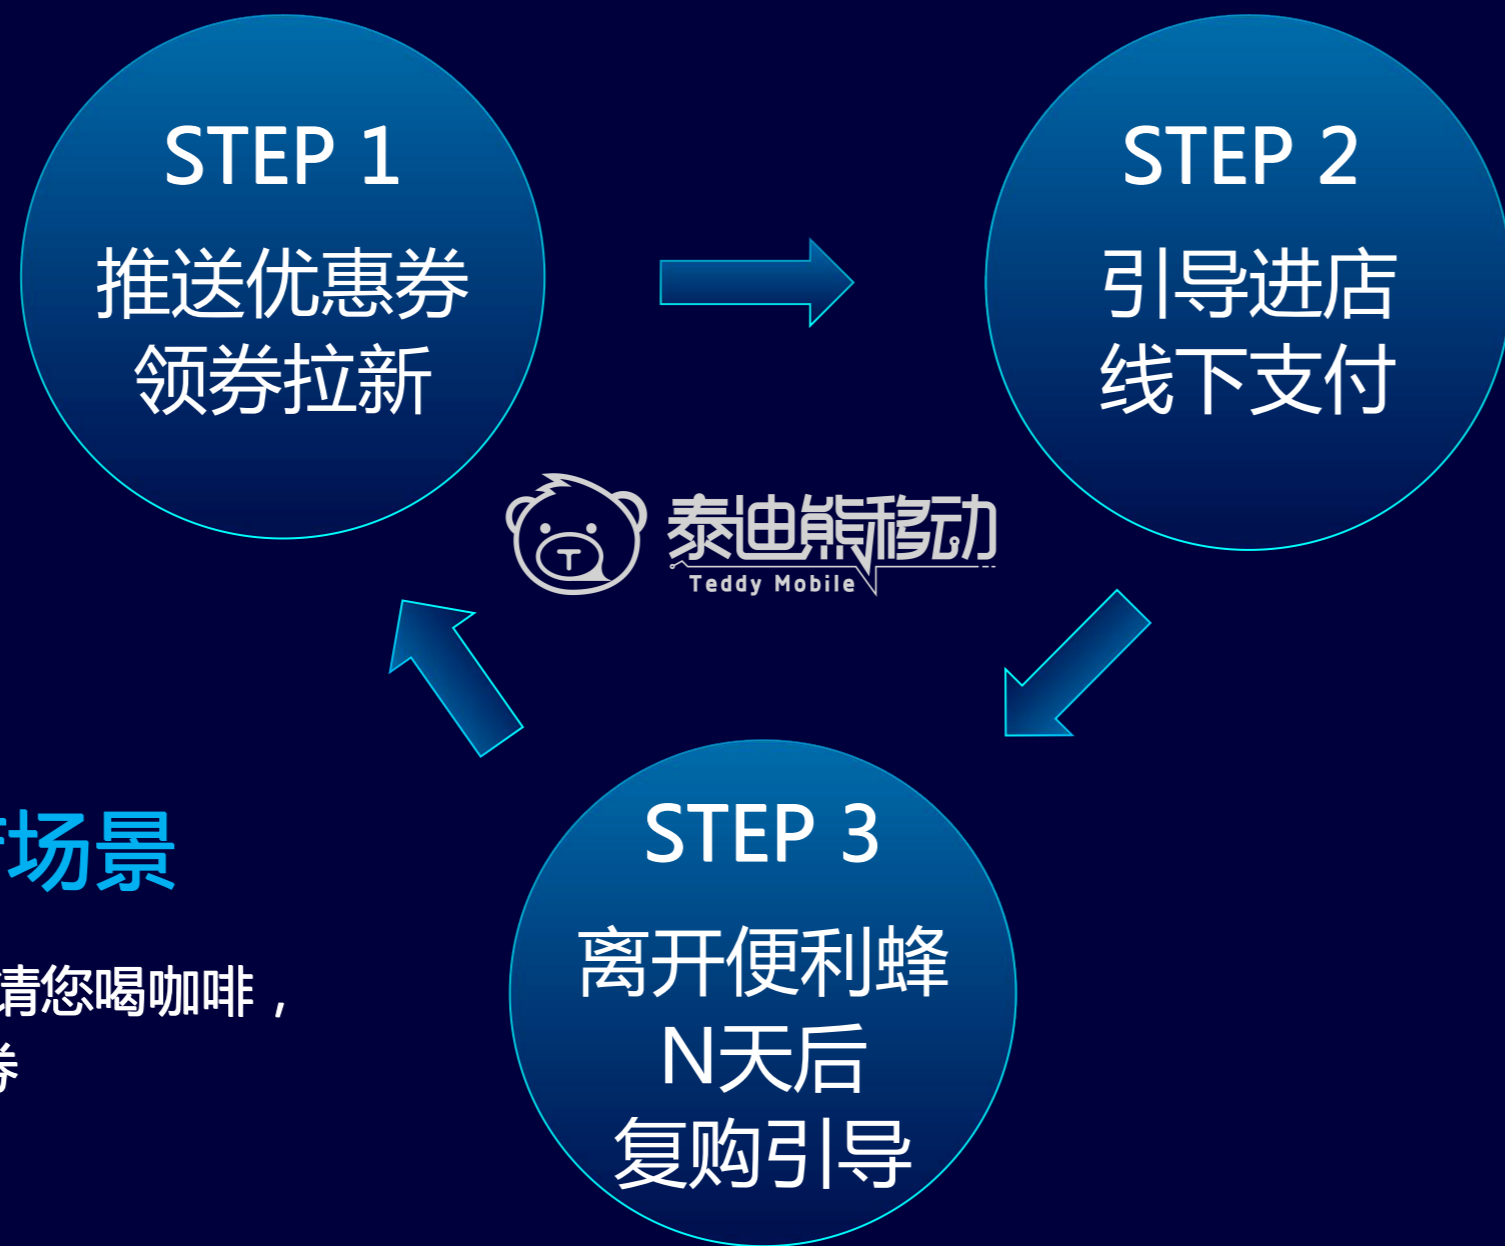 STEP 1
推送优惠券
领券拉新
STEP 2
引导进店
线下支付
泰迪熊移动
Teddy Mobile
T
场景
请您喝咖啡，
券
STEP 3
离开便利蜂
N天后
复购引导